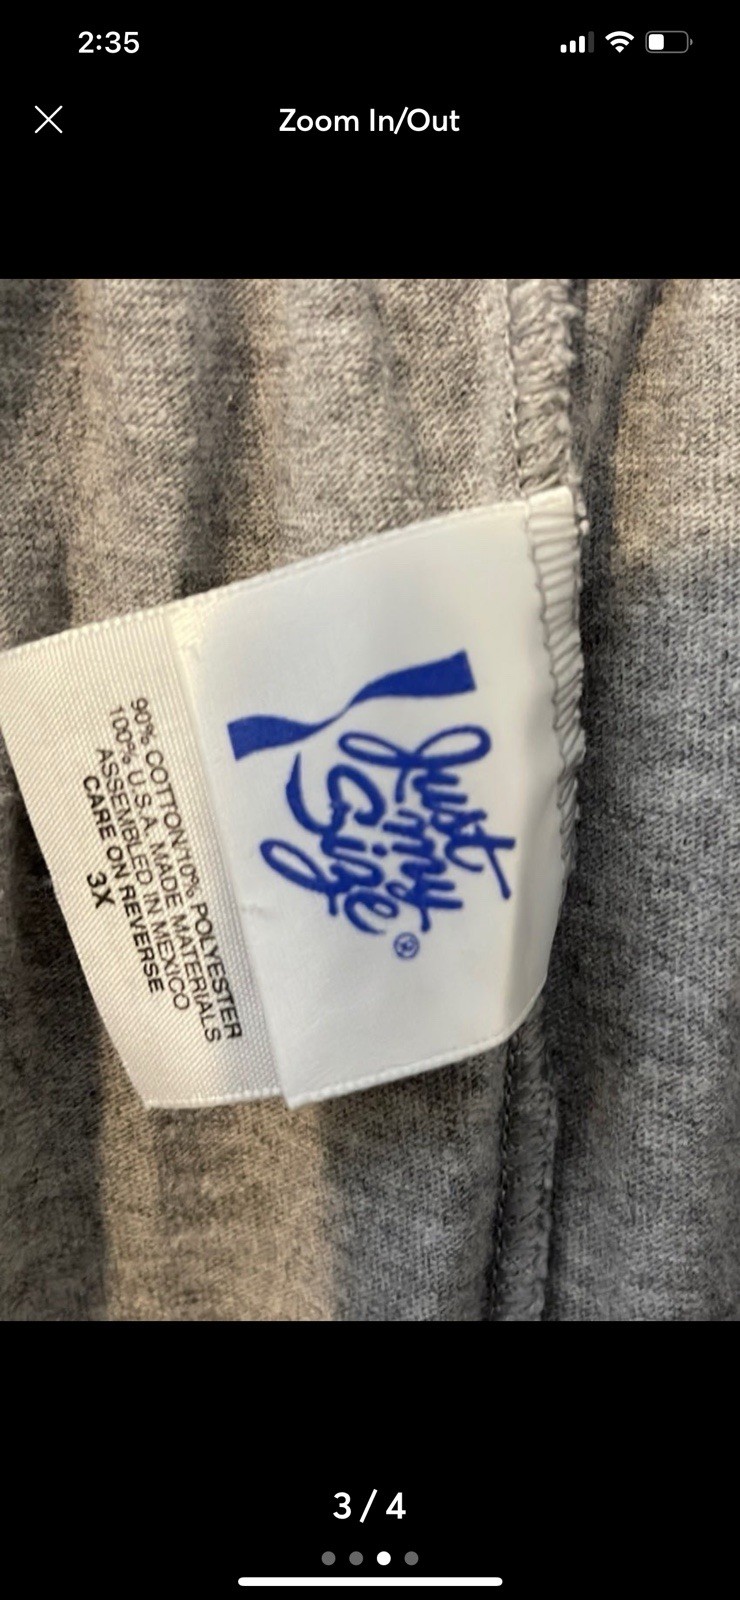 2:35
Zoom In/Out
Just
my
Size®
90% COTTON/10% POLYESTER
100% U.S.A. MADE MATERIALS
ASSEMBLED IN MEXICO
CARE ON REVERSE
3X
3 / 4